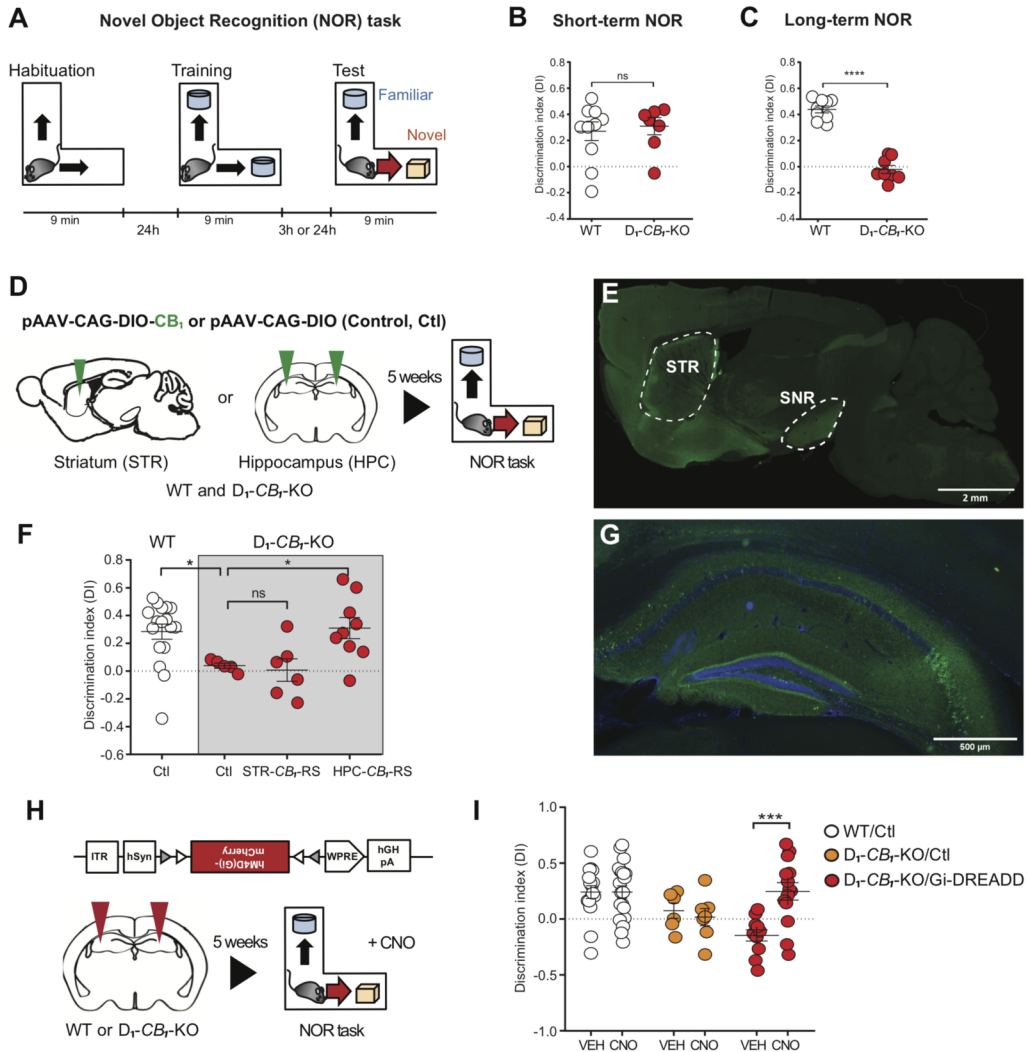 A
Novel Object Recognition (NOR) task
Habituation
Training
Test
Familiar
Novel
9 min
24h
9 min
3h or 24h
9 min
B
Short-term NOR
Discrimination index (DI)
0.8
0.6
0.4
0.2
0.0
0.2
-0.4
ns
WT
D₁-CB₁-KO
C
Long-term NOR
Discrimination index (DI)
0.8
0.6
0.4
0.2
0.0
0.2
-0.4
****
WT
D₁-CB₁-KO
D
pAAV-CAG-DIO-CB₁ or pAAV-CAG-DIO (Control, Ctl)
or
5 weeks
Striatum (STR)
Hippocampus (HPC)
NOR task
WT and D₁-CB₁-KO
E
STR
SNR
2 mm
F
WT
D₁-CB₁-KO
Discrimination index (DI)
0.8
0.6
0.4
0.2
0.0
-0.2
-0.4
-0.6
*
*
ns
Ctl
Ctl
STR-CB₁-RS
HPC-CB₁-RS
G
500 µm
H
ITR
hSyn
hM4D(Gi)-
mCherry
WPRE
hGH
pA
5 weeks
+ CNO
WT or D₁-CB₁-KO
NOR task
I
Discrimination index (DI)
1.0
0.5
0.0
-0.5
-1.0
***
WT/Ctl
D₁-CB₁-KO/Ctl
D₁-CB₁-KO/Gi-DREADD
VEH CNO
VEH CNO
VEH CNO